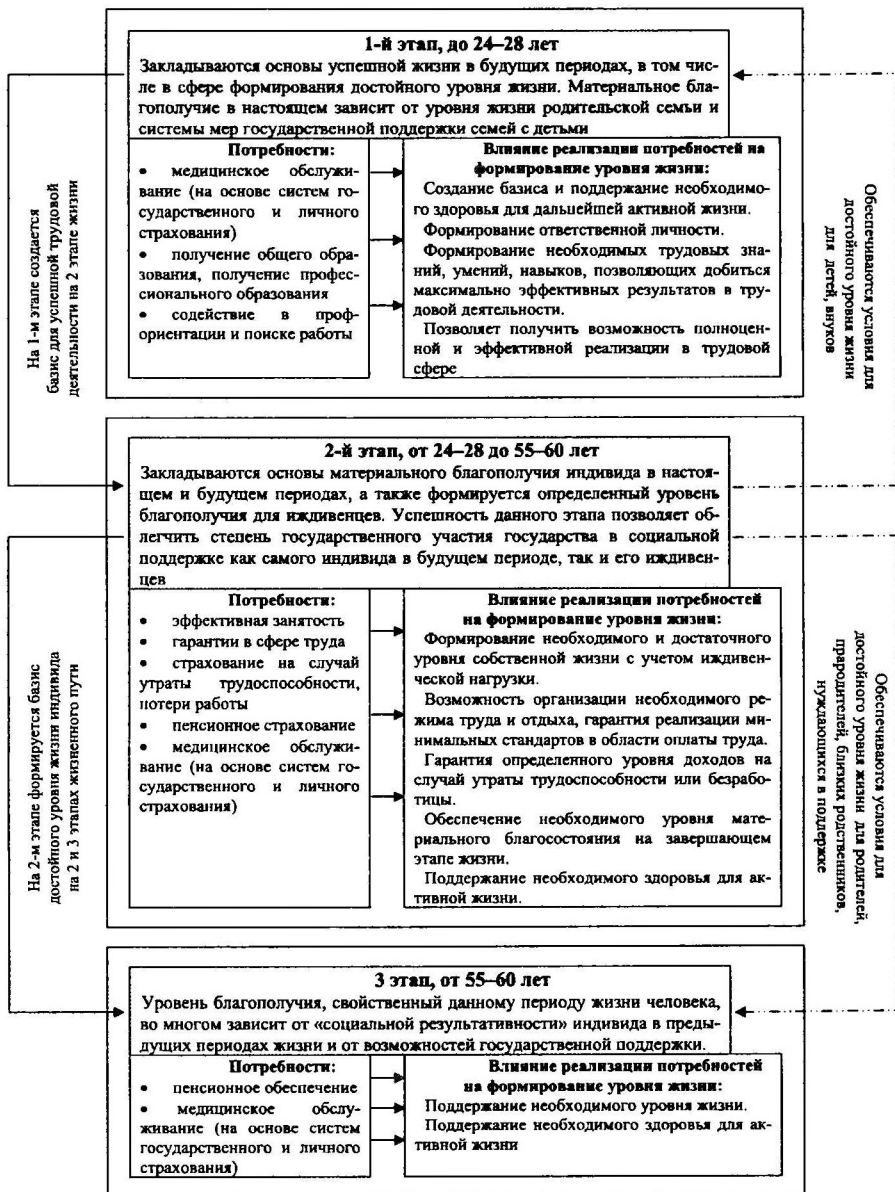 1-й этап, до 24–28 лет
Закладываются основы успешной жизни в будущих периодах, в том чис-
ле в сфере формирования достойного уровня жизни. Материальное бла-
гополучие в настоящем зависит от уровня жизни родительской семьи и
системы мер государственной поддержки семей с детьми
Потребности:
• медицинское обслужи-
вание (на основе систем го-
сударственного и личного
страхования)
• получение общего обра-
зования, получение профес-
сионального образования
• содействие в проф-
ориентации и поиске работы
Влияние реализации потребностей на
формирование уровня жизни:
Создание базиса и поддержание необходимо-
го здоровья для дальнейшей активной жизни.
Формирование ответственной личности.
Формирование необходимых трудовых зна-
ний, умений, навыков, позволяющих добиться
максимально эффективных результатов в тру-
довой деятельности.
Позволяет получить возможность полноцен-
ной и эффективной реализации в трудовой
сфере
На 1-м этапе создается
базис для успешной трудовой
деятельности на 2 этапе жизни
Обеспечиваются условия для
достойного уровня жизни
для детей, внуков
2-й этап, от 24–28 до 55–60 лет
Закладываются основы материального благополучия индивида в настоя-
щем и будущем периодах, а также формируется определенный уровень
благополучия для иждивенцев. Успешность данного этапа позволяет об-
легчить степень государственного участия государства в социальной
поддержке как самого индивида в будущем периоде, так и его иждивен-
цев
Потребности:
• эффективная занятость
• гарантии в сфере труда
• страхование на случай
утраты трудоспособности,
потери работы
• пенсионное страхование
• медицинское обслужи-
вание (на основе систем го-
сударственного и личного
страхования)
Влияние реализации потребностей
на формирование уровня жизни:
Формирование необходимого и достаточного
уровня собственной жизни с учетом иждивен-
ческой нагрузки.
Возможность организации необходимого ре-
жима труда и отдыха, гарантия реализации ми-
нимальных стандартов в области оплаты труда.
Гарантия определенного уровня доходов на
случай утраты трудоспособности или безрабо-
тицы.
Обеспечение необходимого уровня мате-
риального благосостояния на завершающем
этапе жизни.
Поддержание необходимого здоровья для ак-
тивной жизни.
На 2-м этапе формируется базис
достойного уровня жизни индивида
на 2 и 3 этапах жизненного пути
Обеспечиваются условия для
достойного уровня жизни для родителей,
прародителей, близких родственников,
нуждающихся в поддержке
3 этап, от 55–60 лет
Уровень благополучия, свойственный данному периоду жизни человека,
во многом зависит от «социальной результативности» индивида в преды-
дущих периодах жизни и от возможностей государственной поддержки.
Потребности:
• пенсионное обеспечение
• медицинское обслу-
живание (на основе систем
государственного и личного
страхования)
Влияние реализации потребностей
на формирование уровня жизни:
Поддержание необходимого уровня жизни.
Поддержание необходимого здоровья для ак-
тивной жизни